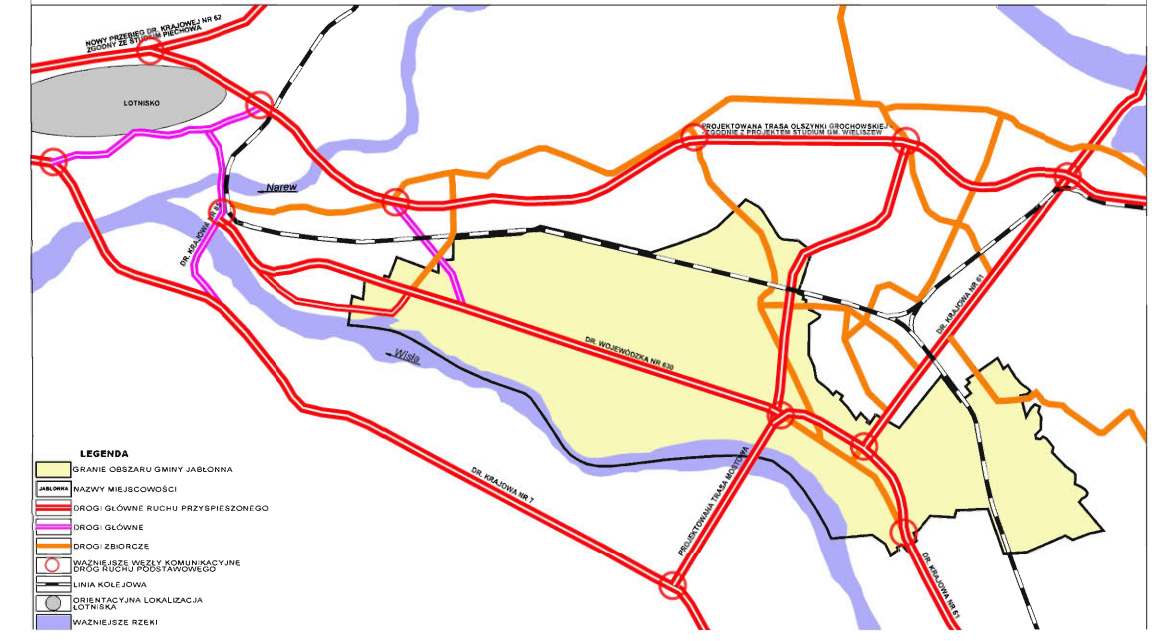 NOWY PRZEBIEG DR. KRAJOWEJ NR 62
ZGODNY ZE STUDIUM PIECHOWA
LOTNISKO
PROJEKTOWANA TRASA OLSZYNKI GROCHOWSKIEJ
ZGODNIE Z PROJEKTEM STUDIUM GM. WIELISZEW
Narew
DR. KRAJOWA NR
DR. KRAJOWA NR 61
DR. WOJEWÓDZKA NR 630
Wisła
LEGENDA
GRANIE OBSZARU GMINY JABŁONNA
JABŁONNA NAZWY MIEJSCOWOŚCI
DROGI GŁÓWNE RUCHU PRZYSPIESZONEGO
DROGI GŁÓWNE
DROGI ZBIORCZE
WAŻNIEJSZE WĘZŁY KOMUNIKACYJNE
DRÓG RUCHU PODSTAWOWEGO
LINIA KOLEJOWA
ORIENTACYJNA LOKALIZACJA
LOTNISKA
WAŻNIEJSZE RZEKI
DR. KRAJOWA NR 7
PROJEKTOWANA TRASA MOSTOWA
DR. KRAJOWA NR 61